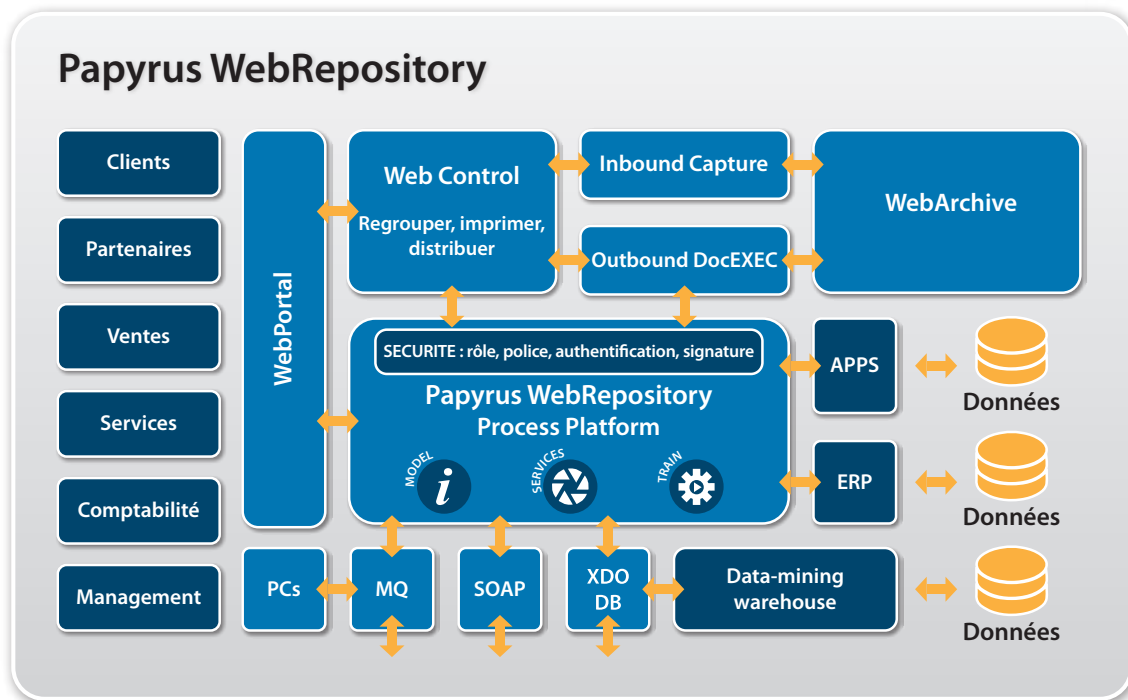 Papyrus WebRepository
Clients
Partenaires
Ventes
Services
Comptabilité
Management
WebPortal
Web Control
Regrouper, imprimer,
distribuer
Inbound Capture
Outbound DocEXEC
WebArchive
SECURITE : rôle, police, authentification, signature
Papyrus WebRepository
Process Platform
MODEL
SERVICES
TRAIN
APPS
Données
ERP
Données
PCs
MQ
SOAP
XDO
DB
Data-mining
warehouse
Données